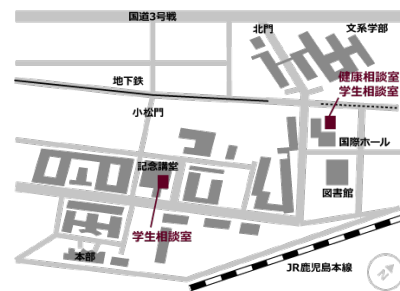 国道3号戦
北門
文系学部
地下鉄
健康相談室
学生相談室
小松門
国際ホール
記念講堂
図書館
学生相談室
本部
JR鹿児島本線
Z